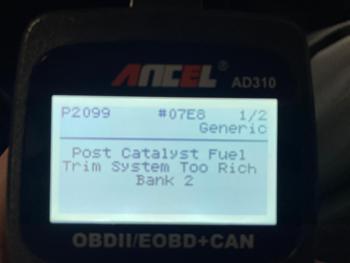 ANCEL® AD310
P2099 #07E8 1/2
Generic
Post Catalyst Fuel
Trim System Too Rich
Bank 2
OBDII/EOBD+CAN